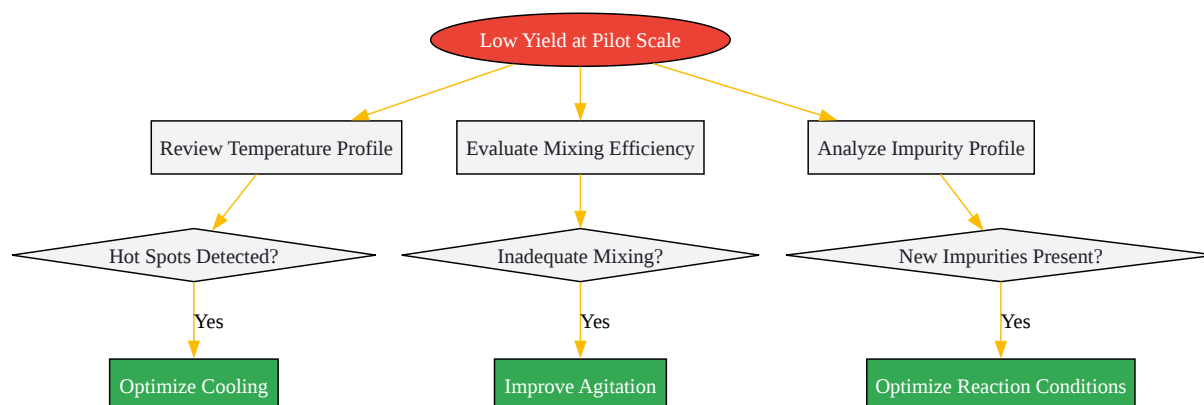 Low Yield at Pilot Scale
Review Temperature Profile
Evaluate Mixing Efficiency
Analyze Impurity Profile
Hot Spots Detected?
Inadequate Mixing?
New Impurities Present?
Yes
Yes
Yes
Optimize Cooling
Improve Agitation
Optimize Reaction Conditions